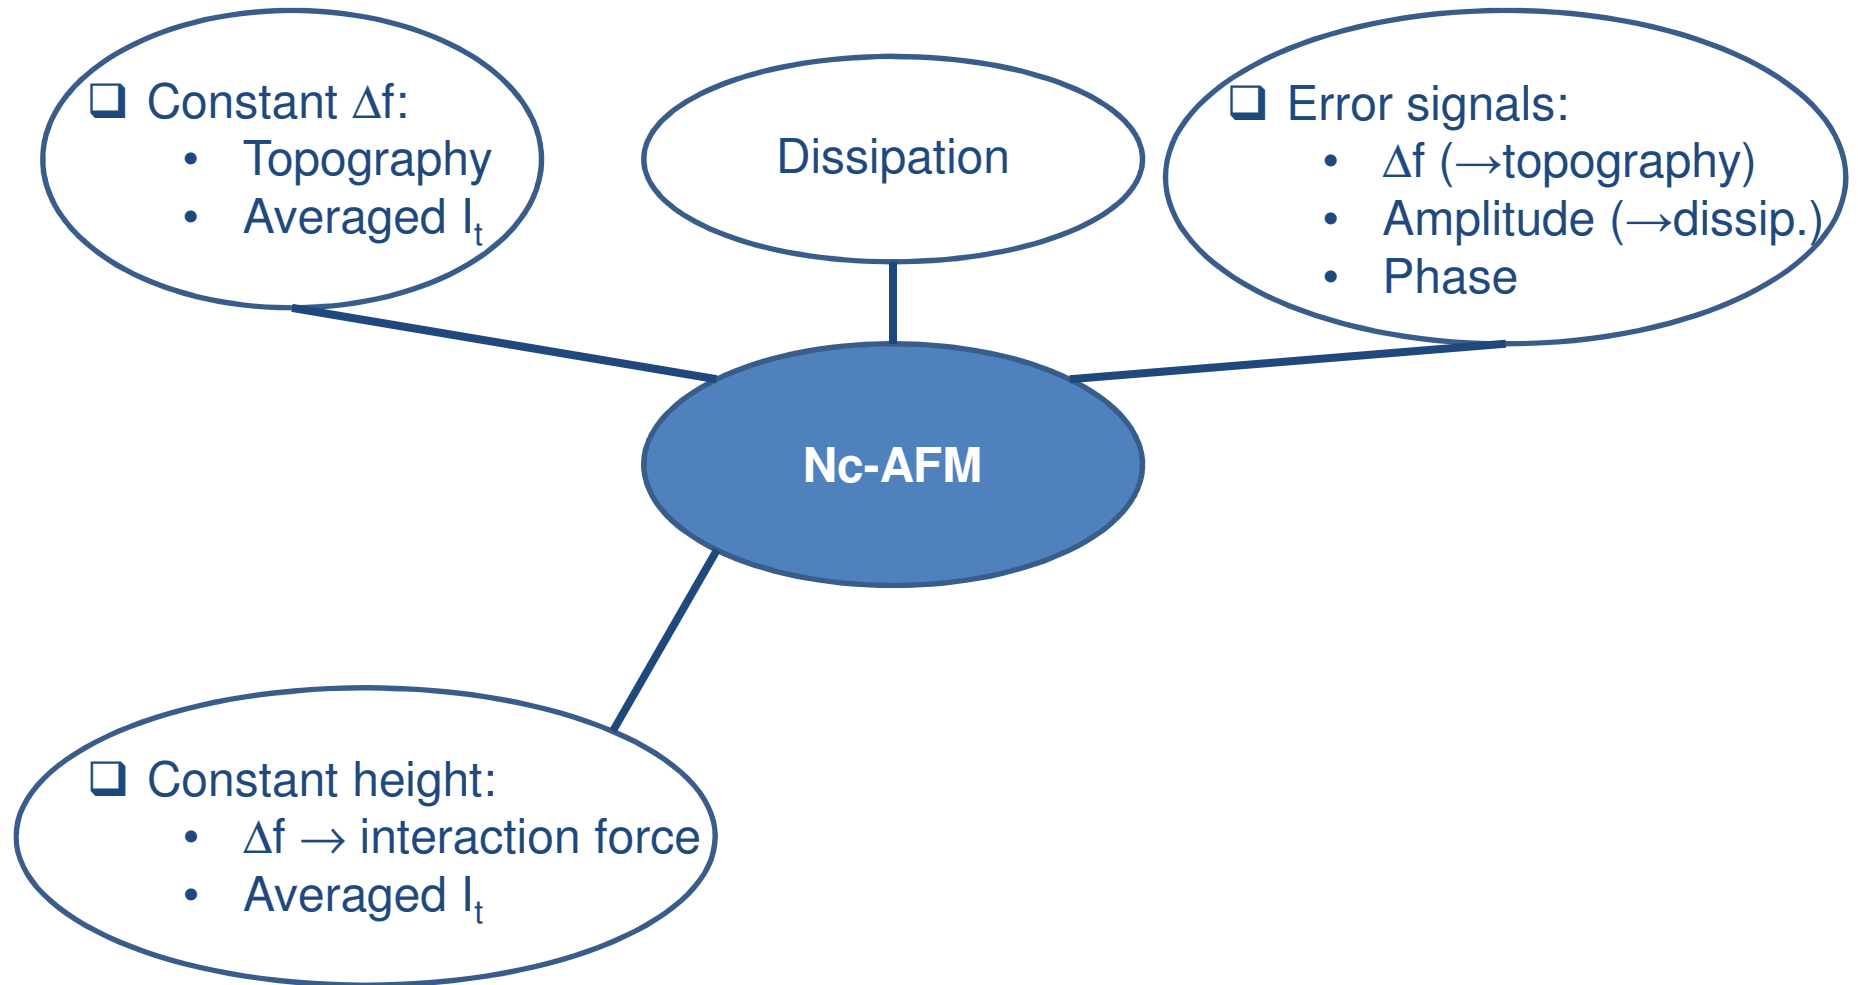 ❑ Constant Δf:
• Topography
• Averaged Iₜ
Dissipation
❑ Error signals:
• Δf (→topography)
• Amplitude (→dissip.)
• Phase
Nc-AFM
❑ Constant height:
• Δf → interaction force
• Averaged Iₜ